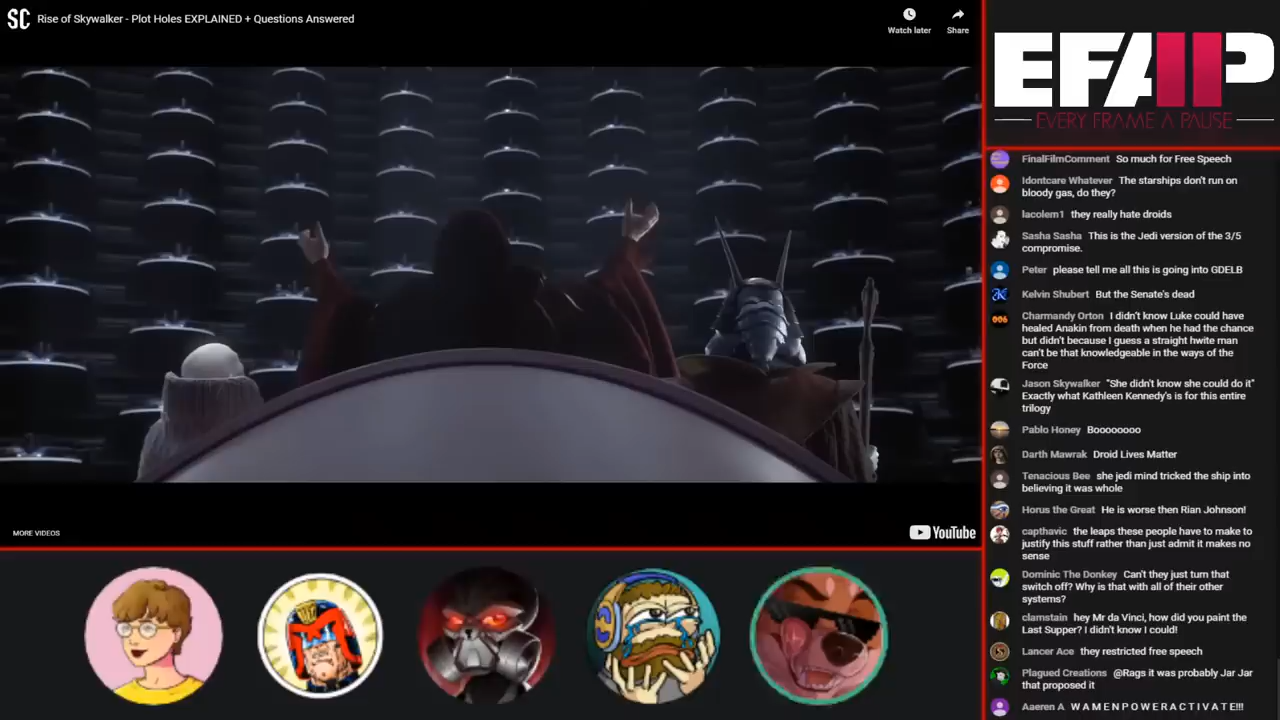 SC Rise of Skywalker - Plot Holes EXPLAINED + Questions Answered
Watch later
Share
MORE VIDEOS
YouTube
EFAP
EVERY FRAME A PAUSE
FinalFilmComment So much for Free Speech
Idontcare Whatever The starships don't run on
bloody gas, do they?
lacolem1 they really hate droids
Sasha Sasha This is the Jedi version of the 3/5
compromise.
Peter please tell me all this is going into GDELB
Kelvin Shubert But the Senate's dead
Charmandy Orton I didn't know Luke could have
healed Anakin from death when he had the chance
but didn't because I guess a straight hwite man
can't be that knowledgeable in the ways of the
Force
Jason Skywalker "She didn't know she could do it"
Exactly what Kathleen Kennedy's is for this entire
trilogy
Pablo Honey Boooooooo
Darth Mawrak Droid Lives Matter
Tenacious Bee she jedi mind tricked the ship into
believing it was whole
Horus the Great He is worse then Rian Johnson!
capthavic the leaps these people have to make to
justify this stuff rather than just admit it makes no
sense
Dominic The Donkey Can't they just turn that
switch off? Why is that with all of their other
systems?
clamstain hey Mr da Vinci, how did you paint the
Last Supper? I didn't know I could!
Lancer Ace they restricted free speech
Plagued Creations @Rags it was probably Jar Jar
that proposed it
Aaeren A W A M E N P O W E R A C T I V A T E!!!